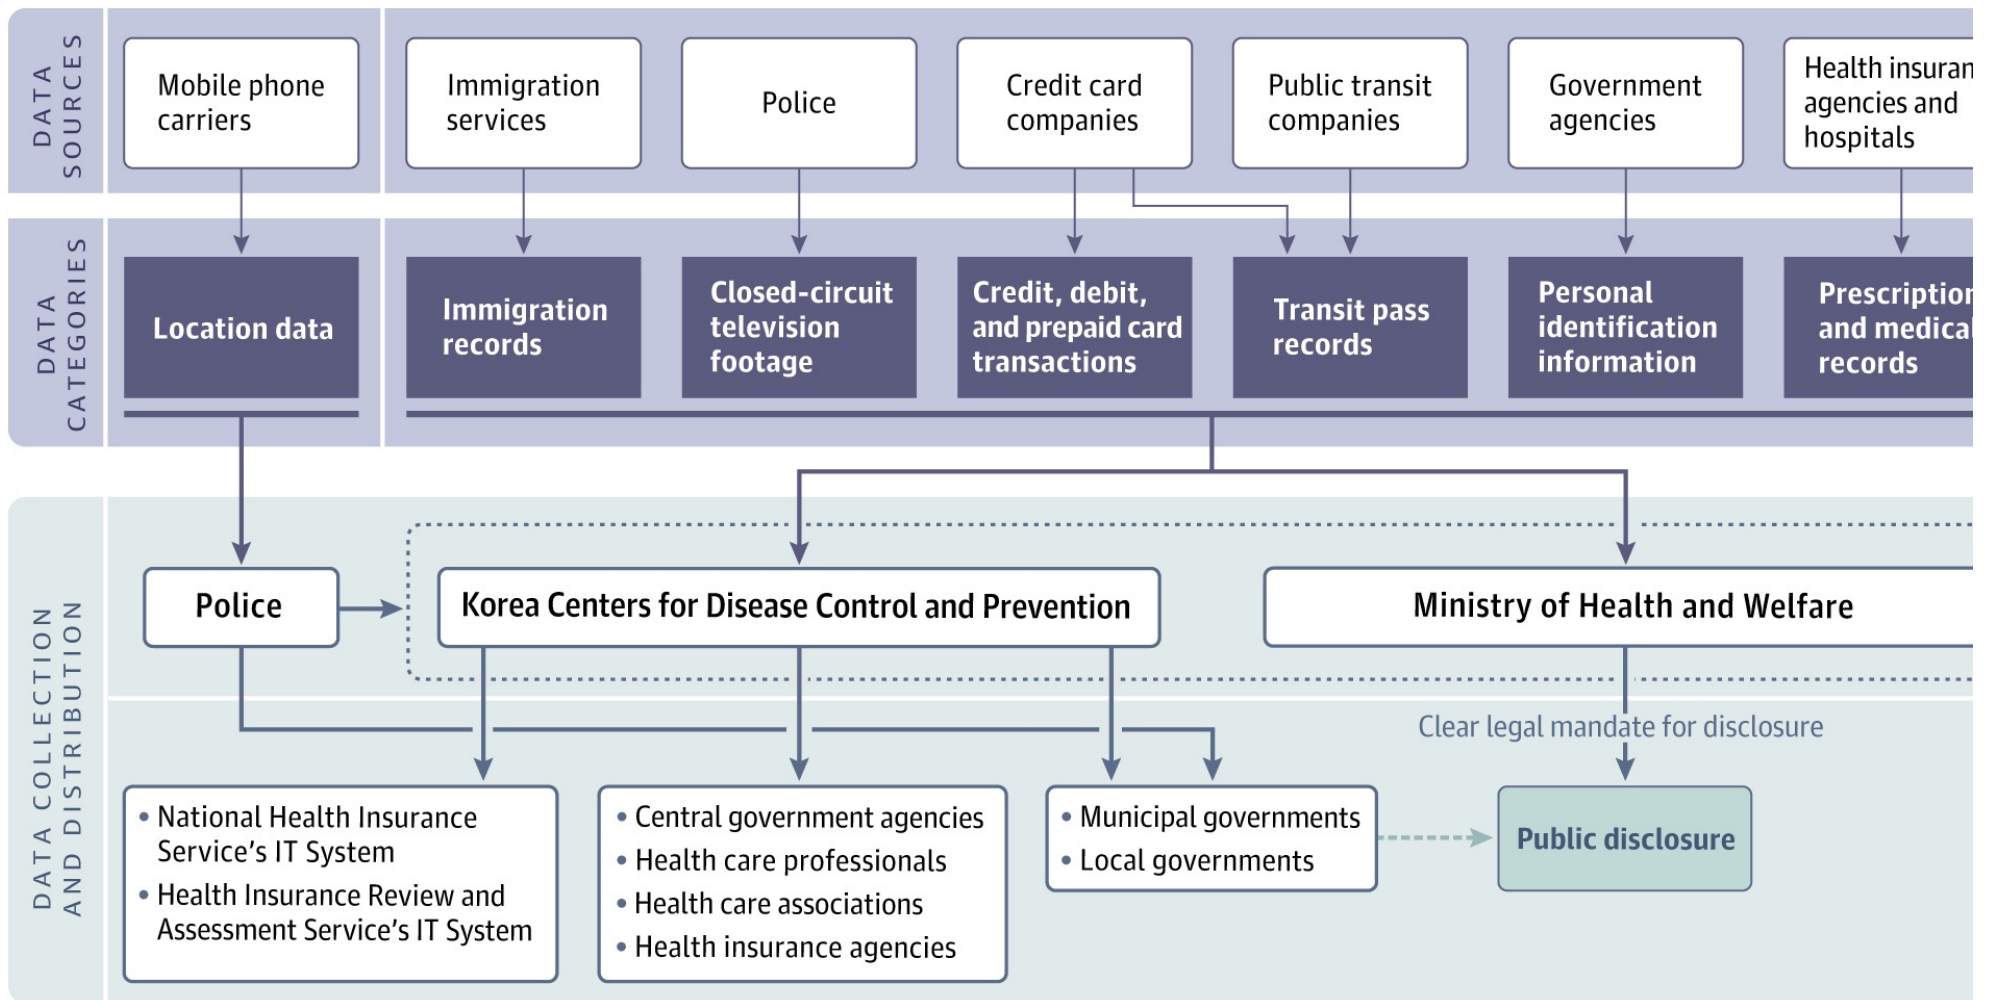 DATA
SOURCES
Mobile phone
carriers
Immigration
services
Police
Credit card
companies
Public transit
companies
Government
agencies
Health insuran
agencies and
hospitals
DATA
CATEGORIES
Location data
Immigration
records
Closed-circuit
television
footage
Credit, debit,
and prepaid card
transactions
Transit pass
records
Personal
identification
information
Prescription
and medical
records
DATA COLLECTION
AND DISTRIBUTION
Police
Korea Centers for Disease Control and Prevention
Ministry of Health and Welfare
Clear legal mandate for disclosure
• National Health Insurance
Service’s IT System
• Health Insurance Review and
Assessment Service’s IT System
• Central government agencies
• Health care professionals
• Health care associations
• Health insurance agencies
• Municipal governments
• Local governments
Public disclosure